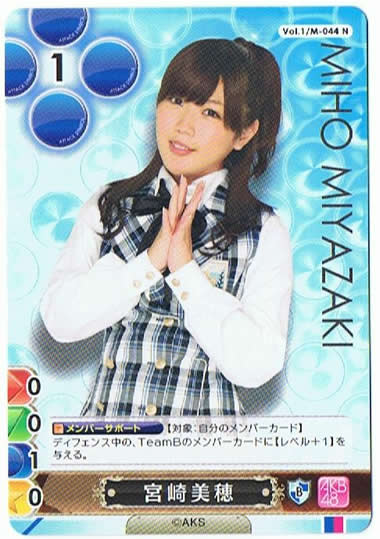 Vol.1/M-044 N
1
MIHO MIYAZAKI
0
0
1
0
メンバーサポート 【対象:自分のメンバーカード】
ディフェンス中の、TeamBのメンバーカードに【レベル+1】を
与える。
宮崎美穂
B
AKB
48
©AKS